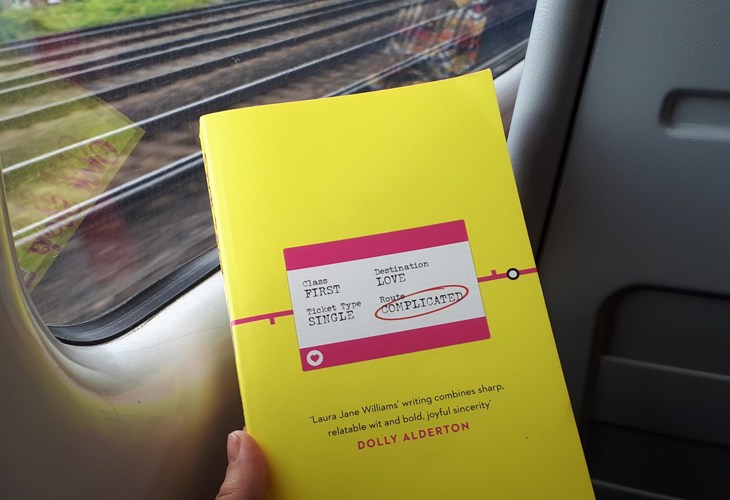 Class
FIRST
Destination
LOVE
Ticket Type
SINGLE
Route
COMPLICATED
'Laura Jane Williams' writing combines sharp,
relatable wit and bold, joyful sincerity'
DOLLY ALDERTON